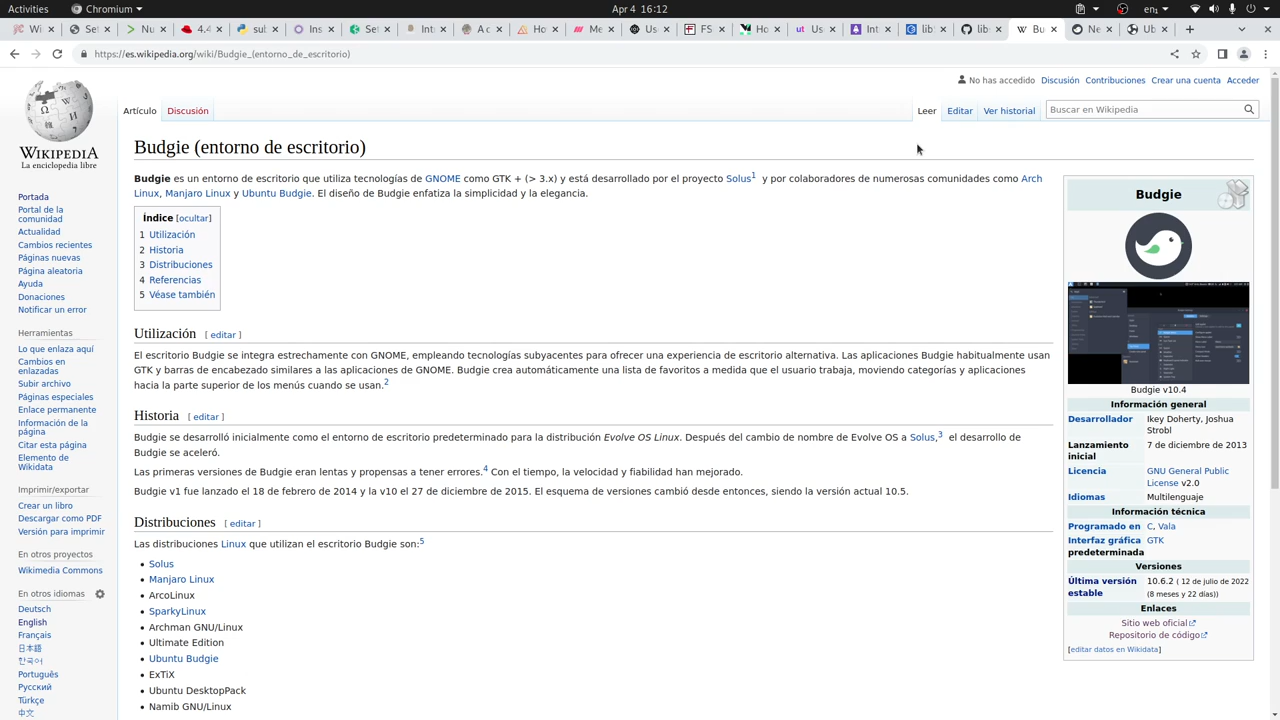 Activities
Chromium
Apr 4 16:12
Se
Nu
4.4
Ins
Set
Int
A c
Ho
Me
Us
FS
Ho
Us
Int
lib
lib
Bu
Ne
Ub
https://es.wikipedia.org/wiki/Budgie_(entorno_de_escritorio)
No has accedido Discusión Contribuciones Crear una cuenta Acceder
WIKIPEDIA
La enciclopedia libre
Artículo Discusión
Leer Editar Ver historial
Buscar en Wikipedia
Portada
Portal de la
comunidad
Actualidad
Cambios recientes
Páginas nuevas
Página aleatoria
Ayuda
Donaciones
Notificar un error
Herramientas
Lo que enlaza aquí
Cambios en
enlazadas
Subir archivo
Páginas especiales
Enlace permanente
Información de la
página
Citar esta página
Elemento de
Wikidata
Imprimir/exportar
Crear un libro
Descargar como PDF
Versión para imprimir
En otros proyectos
Wikimedia Commons
En otros idiomas
Deutsch
English
Français
日本語
한국어
Português
Русский
Türkçe
中文
Budgie (entorno de escritorio)
Budgie es un entorno de escritorio que utiliza tecnologías de GNOME como GTK + (> 3.x) y está desarrollado por el proyecto Solus1 y por colaboradores de numerosas comunidades como Arch
Linux, Manjaro Linux y Ubuntu Budgie. El diseño de Budgie enfatiza la simplicidad y la elegancia.
Índice [ocultar]
1 Utilización
2 Historia
3 Distribuciones
4 Referencias
5 Véase también
Utilización [ editar ]
El escritorio Budgie se integra estrechamente con GNOME, empleando tecnologías subyacentes para ofrecer una experiencia de escritorio alternativa. Las aplicaciones Budgie habitualmente usan
GTK y barras de encabezado similares a las aplicaciones de GNOME. Budgie crea automáticamente una lista de favoritos a medida que el usuario trabaja, moviendo categorías y aplicaciones
hacia la parte superior de los menús cuando se usan.2
Historia [ editar ]
Budgie se desarrolló inicialmente como el entorno de escritorio predeterminado para la distribución Evolve OS Linux. Después del cambio de nombre de Evolve OS a Solus,3 el desarrollo de
Budgie se aceleró.
Las primeras versiones de Budgie eran lentas y propensas a tener errores.4 Con el tiempo, la velocidad y fiabilidad han mejorado.
Budgie v1 fue lanzado el 18 de febrero de 2014 y la v10 el 27 de diciembre de 2015. El esquema de versiones cambió desde entonces, siendo la versión actual 10.5.
Distribuciones [ editar ]
Las distribuciones Linux que utilizan el escritorio Budgie son:5
• Solus
• Manjaro Linux
• ArcoLinux
• SparkyLinux
• Archman GNU/Linux
• Ultimate Edition
• Ubuntu Budgie
• ExTiX
• Ubuntu DesktopPack
• Namib GNU/Linux
Budgie
Budgie v10.4
Información general
Desarrollador Ikey Doherty, Joshua
Strobl
Lanzamiento 7 de diciembre de 2013
inicial
Licencia GNU General Public
License v2.0
Idiomas Multilenguaje
Información técnica
Programado en C, Vala
Interfaz gráfica GTK
predeterminada
Versiones
Última versión 10.6.2 ( 12 de julio de 2022
estable (8 meses y 22 días))
Enlaces
Sitio web oficial
Repositorio de código
[editar datos en Wikidata]